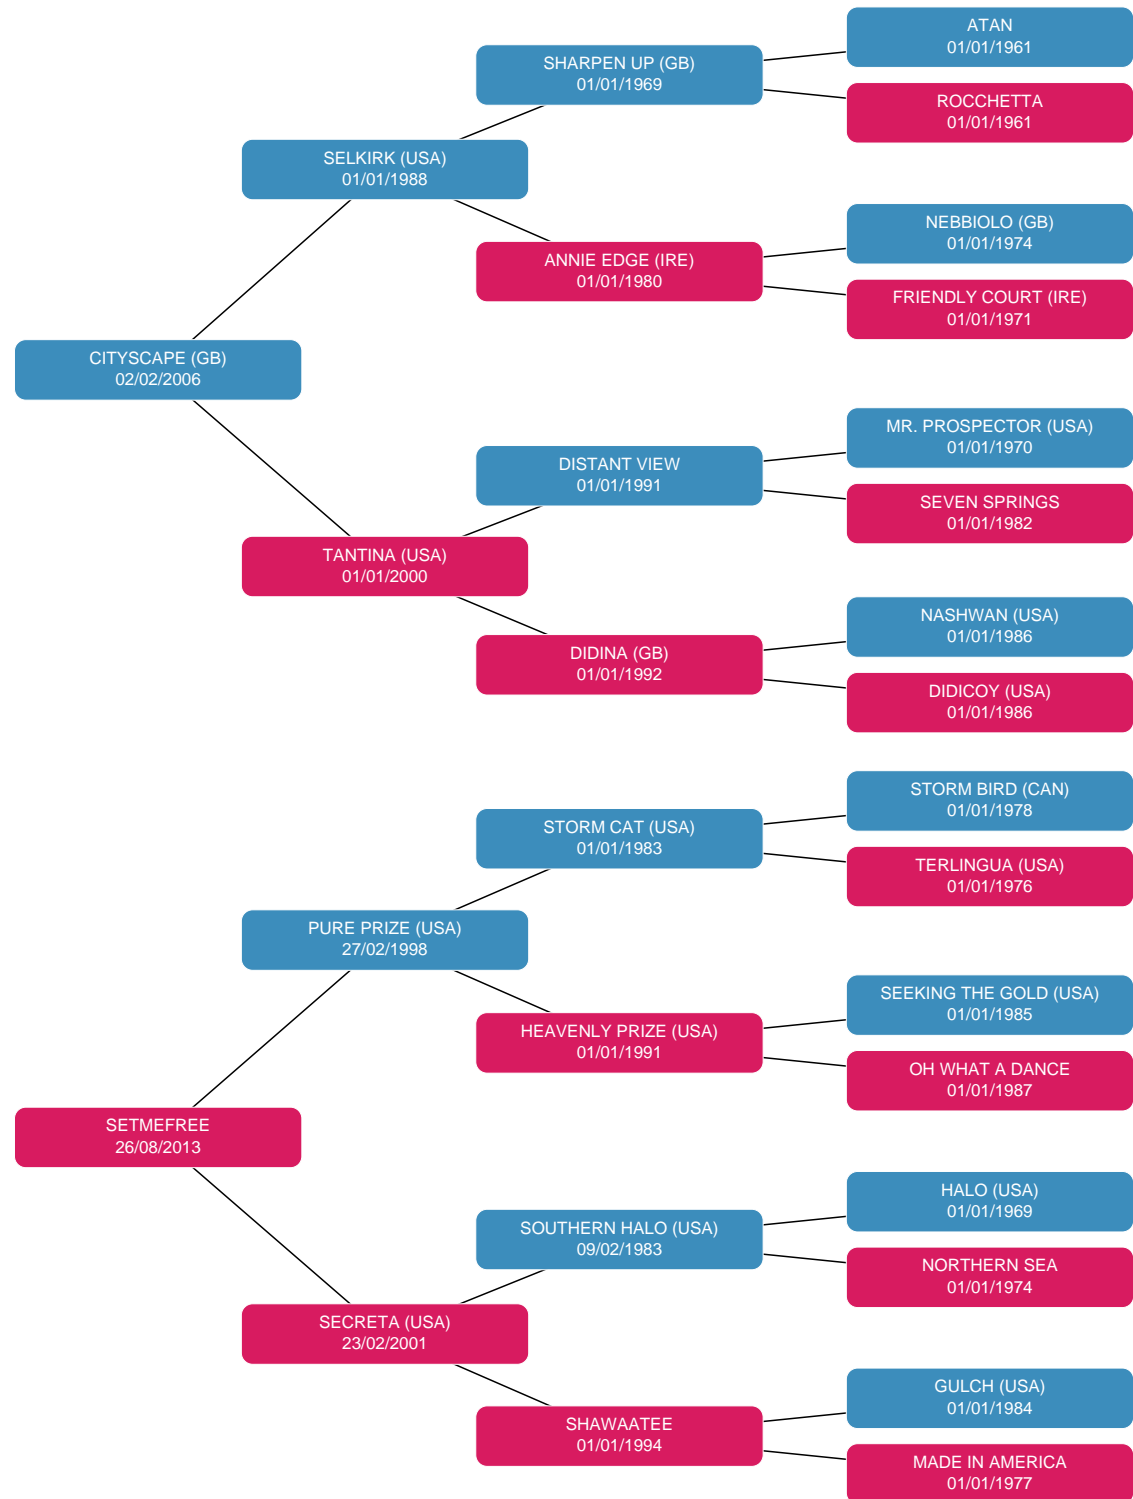 ATAN
01/01/1961
SHARPEN UP (GB)
01/01/1969
ROCCHETTA
01/01/1961
SELKIRK (USA)
01/01/1988
NEBBIOLO (GB)
01/01/1974
ANNIE EDGE (IRE)
01/01/1980
FRIENDLY COURT (IRE)
01/01/1971
CITYSCAPE (GB)
02/02/2006
MR. PROSPECTOR (USA)
01/01/1970
DISTANT VIEW
01/01/1991
SEVEN SPRINGS
01/01/1982
TANTINA (USA)
01/01/2000
NASHWAN (USA)
01/01/1986
DIDINA (GB)
01/01/1992
DIDICOY (USA)
01/01/1986
STORM BIRD (CAN)
01/01/1978
STORM CAT (USA)
01/01/1983
TERLINGUA (USA)
01/01/1976
PURE PRIZE (USA)
27/02/1998
SEEKING THE GOLD (USA)
01/01/1985
HEAVENLY PRIZE (USA)
01/01/1991
OH WHAT A DANCE
01/01/1987
SETMEFREE
26/08/2013
HALO (USA)
01/01/1969
SOUTHERN HALO (USA)
09/02/1983
NORTHERN SEA
01/01/1974
SECRETA (USA)
23/02/2001
GULCH (USA)
01/01/1984
SHAWAATEE
01/01/1994
MADE IN AMERICA
01/01/1977